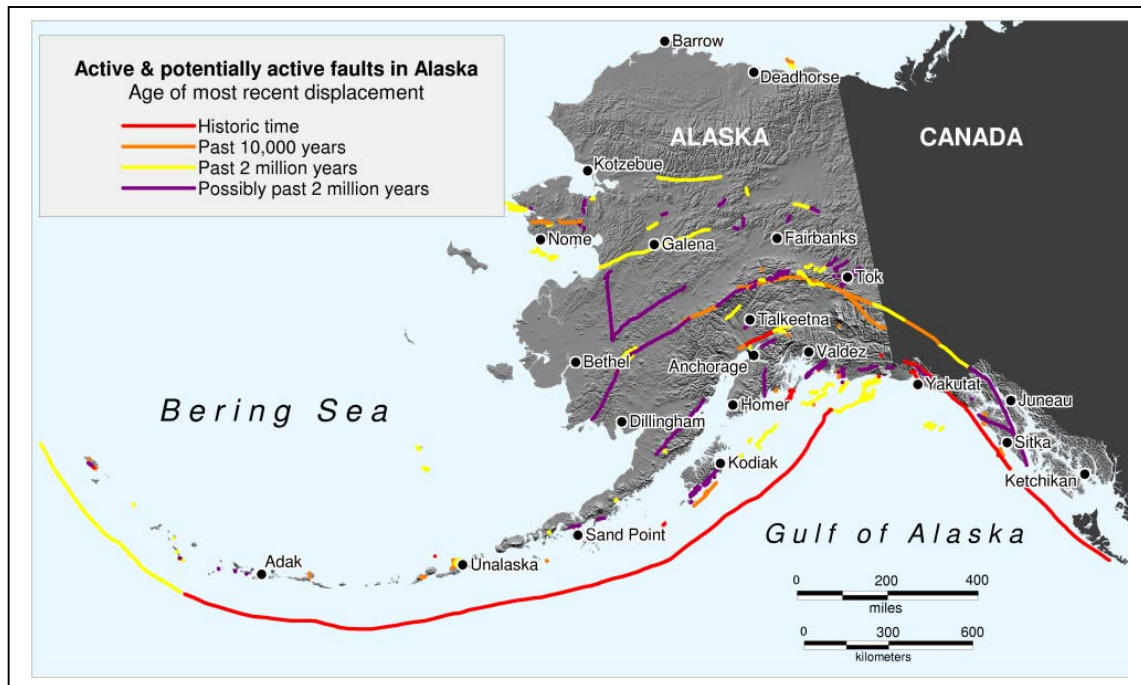 Active & potentially active faults in Alaska
Age of most recent displacement
Historic time
Past 10,000 years
Past 2 million years
Possibly past 2 million years
Barrow
Deadhorse
ALASKA
CANADA
Kotzebue
Nome
Galena
Fairbanks
Tok
Talkeetna
Bethel
Anchorage
Valdez
Yakutat
Juneau
Bering Sea
Homer
Dillingham
Sitka
Kodiak
Ketchikan
Sand Point
Gulf of Alaska
Adak
Unalaska
0 200 400
miles
0 300 600
kilometers